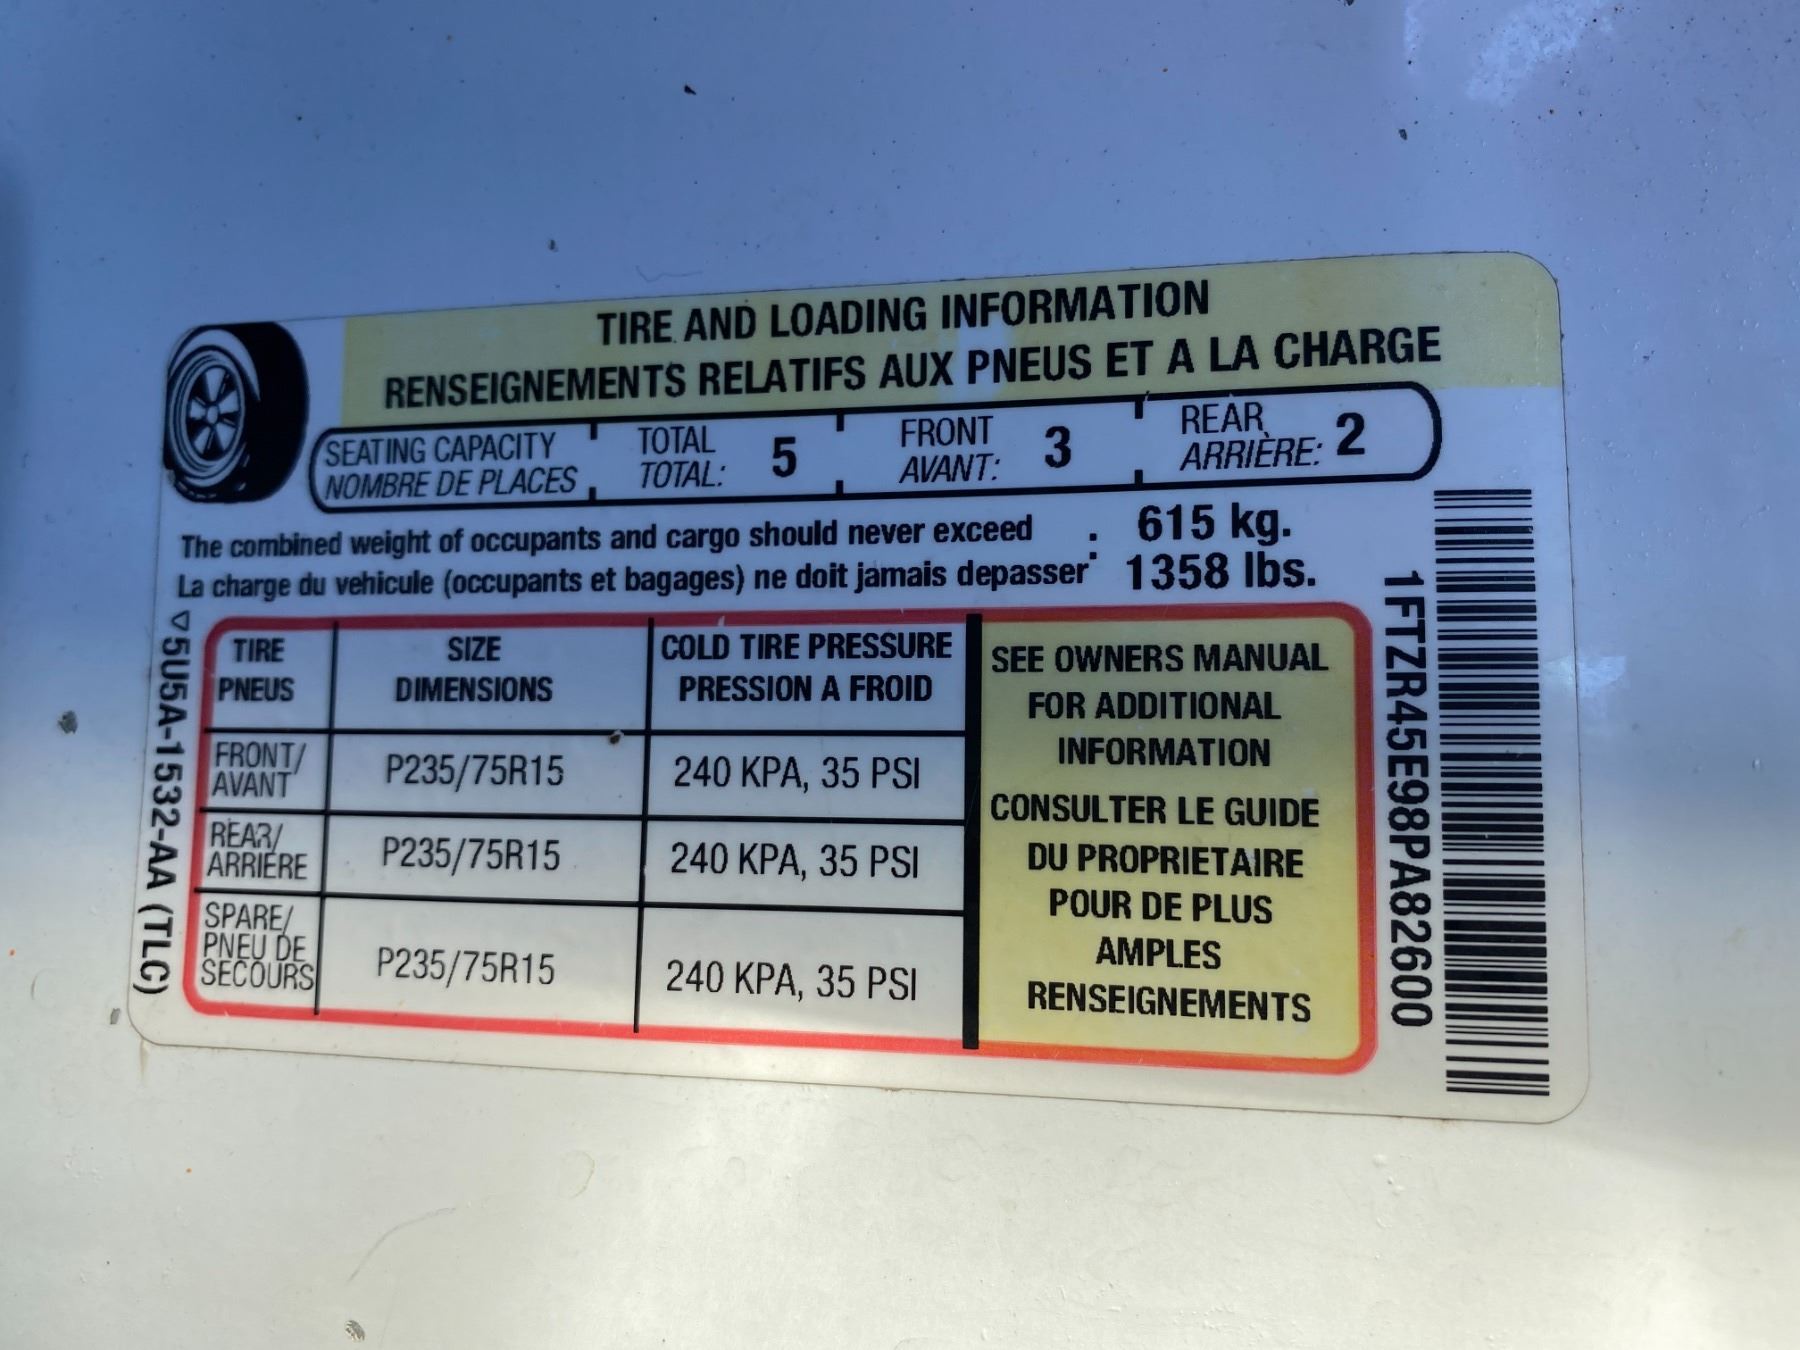 TIRE AND LOADING INFORMATION
RENSEIGNEMENTS RELATIFS AUX PNEUS ET A LA CHARGE
SEATING CAPACITY TOTAL 5 FRONT 3 REAR 2
NOMBRE DE PLACES TOTAL: AVANT: ARRIÈRE:
The combined weight of occupants and cargo should never exceed : 615 kg.
La charge du vehicule (occupants et bagages) ne doit jamais depasser 1358 lbs.
TIRE SIZE COLD TIRE PRESSURE
PNEUS DIMENSIONS PRESSION A FROID
FRONT/
AVANT P235/75R15 240 KPA, 35 PSI
REAR/
ARRIÈRE P235/75R15 240 KPA, 35 PSI
SPARE/
PNEU DE
SECOURS P235/75R15 240 KPA, 35 PSI
SEE OWNERS MANUAL
FOR ADDITIONAL
INFORMATION
CONSULTER LE GUIDE
DU PROPRIETAIRE
POUR DE PLUS
AMPLES
RENSEIGNEMENTS
5U5A-1532-AA (TLC)
1FTZR45E98PA82600